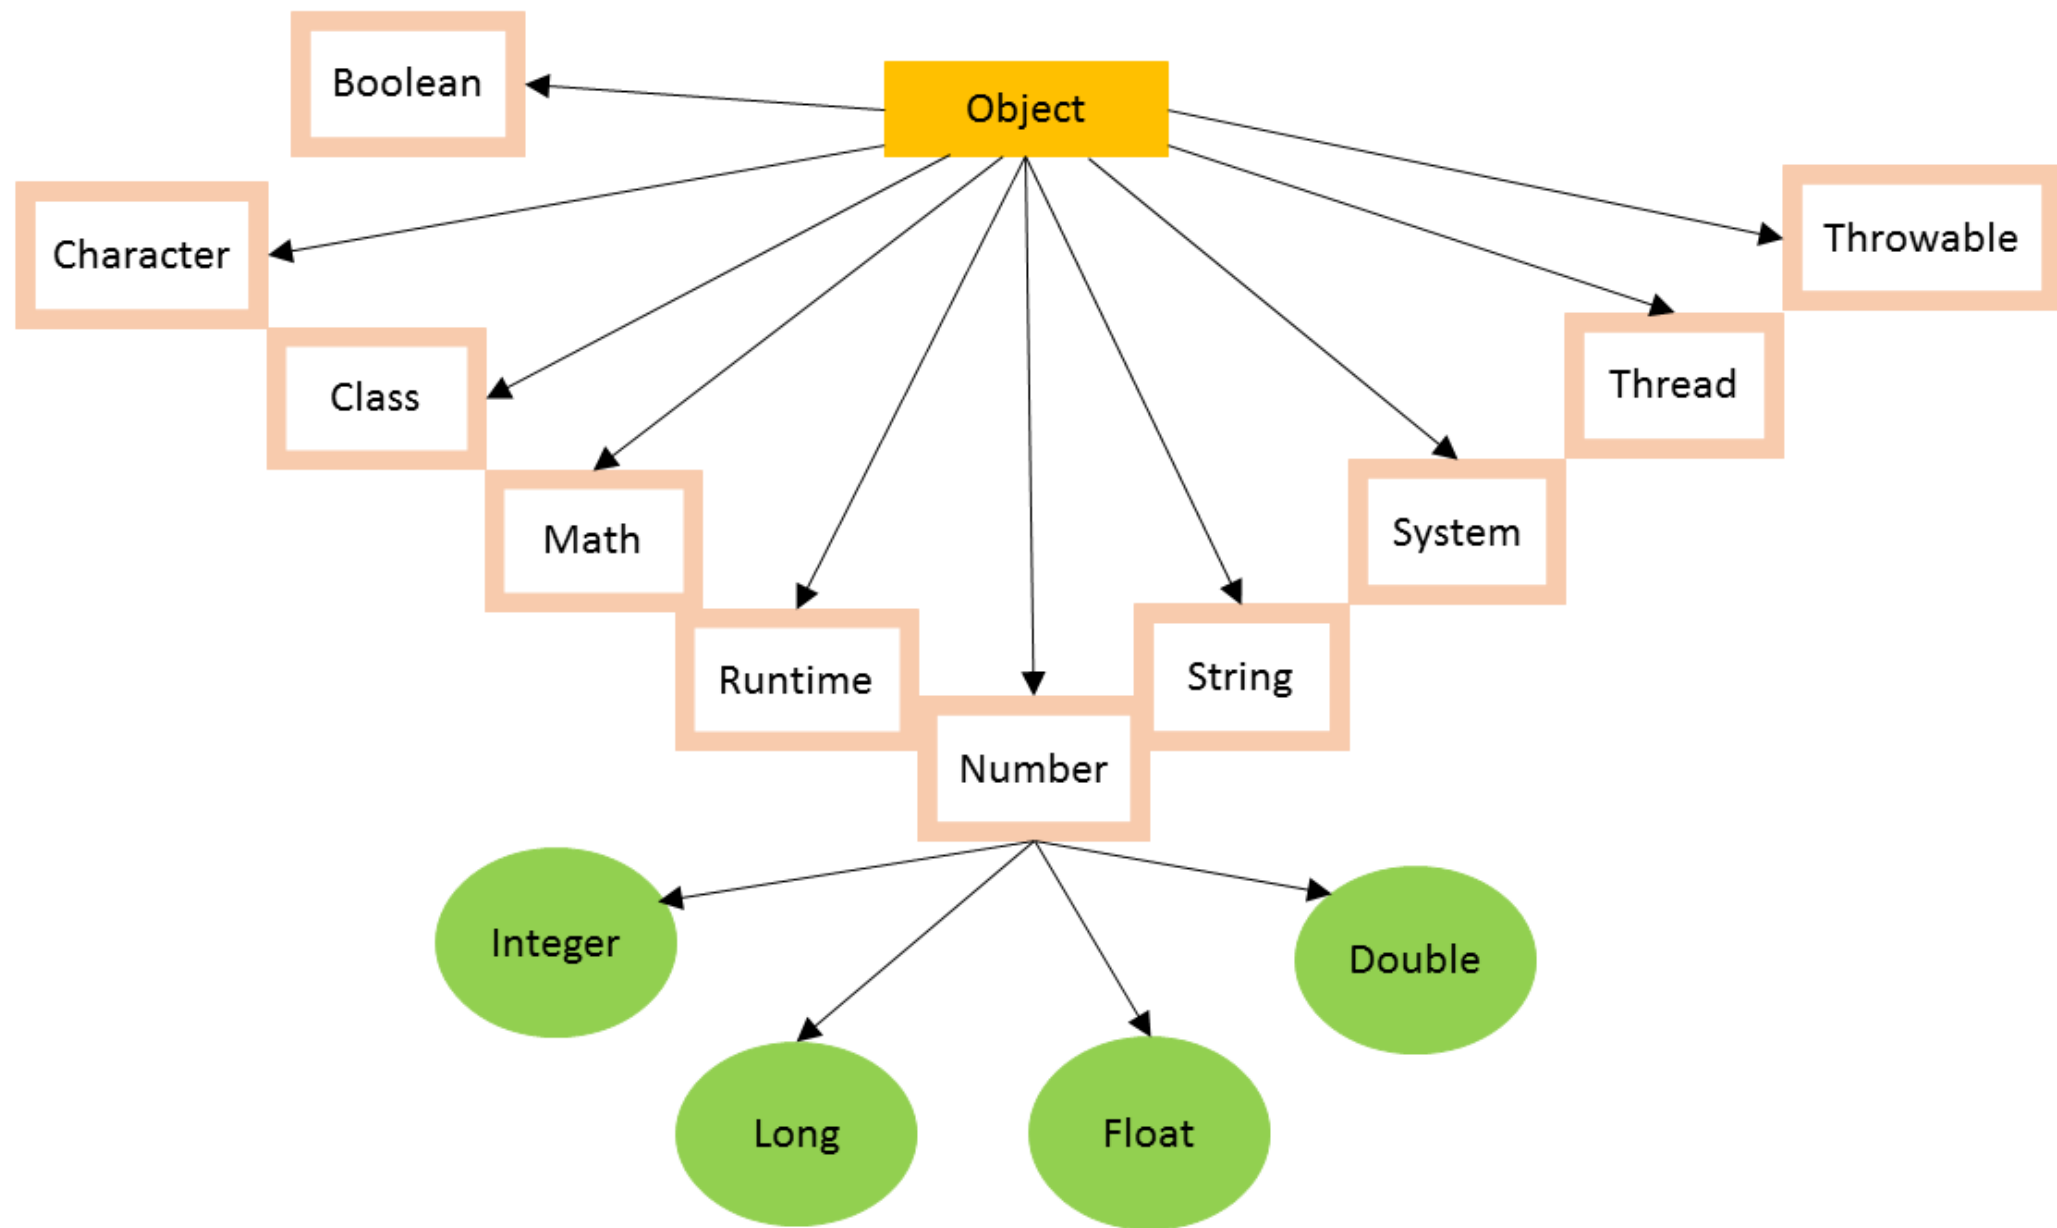 Boolean
Object
Character
Throwable
Class
Thread
Math
System
Runtime
String
Number
Integer
Double
Long
Float